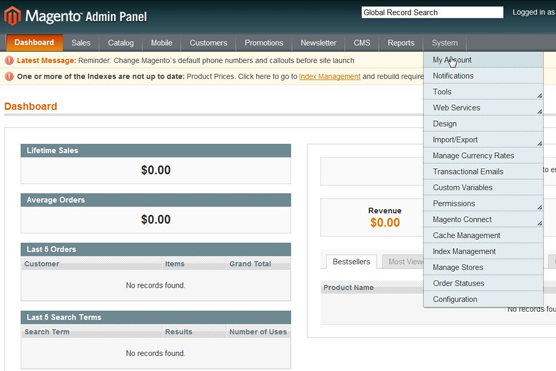 Magento Admin Panel
Global Record Search
Logged in as
Dashboard Sales Catalog Mobile Customers Promotions Newsletter CMS Reports System
Latest Message: Reminder: Change Magento`s default phone numbers and callouts before site launch
One or more of the Indexes are not up to date: Product Prices. Click here to go to Index Management and rebuild require
My Account
Notifications
Tools
Web Services
Design
Import/Export
Manage Currency Rates
Transactional Emails
Custom Variables
Permissions
Magento Connect
Cache Management
Index Management
Manage Stores
Order Statuses
Configuration
Dashboard
Lifetime Sales
$0.00
Average Orders
$0.00
Last 5 Orders
Customer Items Grand Total
No records found.
Last 5 Search Terms
Search Term Results Number of Uses
No records found.
Revenue
$0.00
Bestsellers Most View
Product Name
No records foun